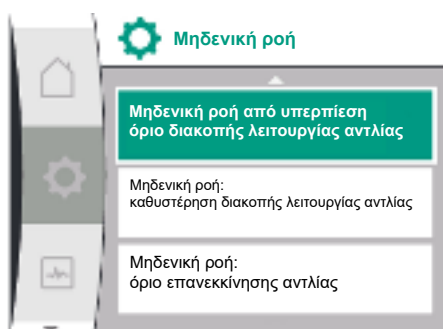 Μηδενική ροή
Μηδενική ροή από υπερπίεση
όριο διακοπής λειτουργίας αντλίας
Μηδενική ροή:
καθυστέρηση διακοπής λειτουργίας αντλίας
Μηδενική ροή:
όριο επανεκκίνησης αντλίας